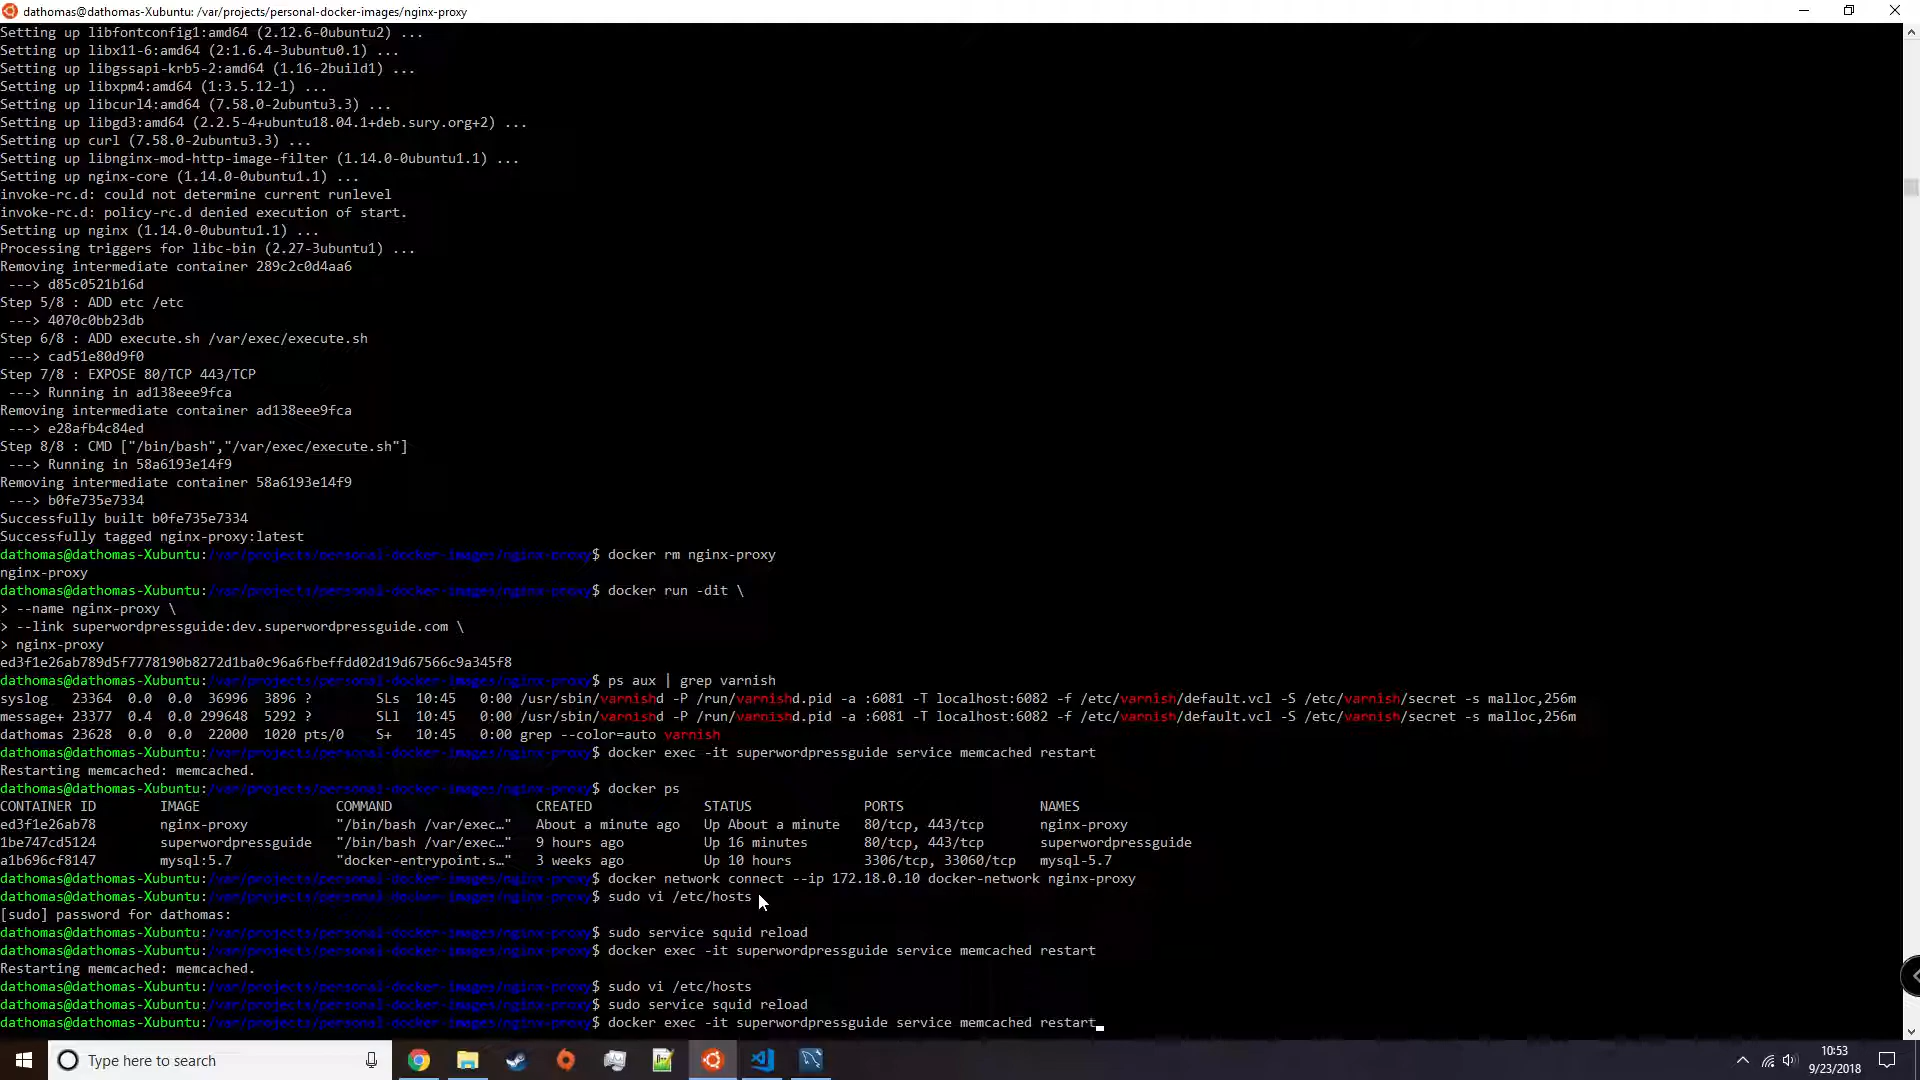 dathomas@dathomas-Xubuntu: /var/projects/personal-docker-images/nginx-proxy
Setting up libfontconfig1:amd64 (2.12.6-0ubuntu2) ...
Setting up libx11-6:amd64 (2:1.6.4-3ubuntu0.1) ...
Setting up libgssapi-krb5-2:amd64 (1.16-2build1) ...
Setting up libxpm4:amd64 (1:3.5.12-1) ...
Setting up libcurl4:amd64 (7.58.0-2ubuntu3.3) ...
Setting up libgd3:amd64 (2.2.5-4+ubuntu18.04.1+deb.sury.org+2) ...
Setting up curl (7.58.0-2ubuntu3.3) ...
Setting up libnginx-mod-http-image-filter (1.14.0-0ubuntu1.1) ...
Setting up nginx-core (1.14.0-0ubuntu1.1) ...
invoke-rc.d: could not determine current runlevel
invoke-rc.d: policy-rc.d denied execution of start.
Setting up nginx (1.14.0-0ubuntu1.1) ...
Processing triggers for libc-bin (2.27-3ubuntu1) ...
Removing intermediate container 289c2c0d4aa6
 ---> d85c0521b16d
Step 5/8 : ADD etc /etc
 ---> 4070c0bb23db
Step 6/8 : ADD execute.sh /var/exec/execute.sh
 ---> cad51e80d9f0
Step 7/8 : EXPOSE 80/TCP 443/TCP
 ---> Running in ad138eee9fca
Removing intermediate container ad138eee9fca
 ---> e28afb4c84ed
Step 8/8 : CMD ["/bin/bash","/var/exec/execute.sh"]
 ---> Running in 58a6193e14f9
Removing intermediate container 58a6193e14f9
 ---> b0fe735e7334
Successfully built b0fe735e7334
Successfully tagged nginx-proxy:latest
dathomas@dathomas-Xubuntu:/var/projects/personal-docker-images/nginx-proxy$ docker rm nginx-proxy
nginx-proxy
dathomas@dathomas-Xubuntu:/var/projects/personal-docker-images/nginx-proxy$ docker run -dit \
> --name nginx-proxy \
> --link superwordpressguide:dev.superwordpressguide.com \
> nginx-proxy
ed3f1e26ab789d5f7778190b8272d1ba0c96a6fbeffdd02d19d67566c9a345f8
dathomas@dathomas-Xubuntu:/var/projects/personal-docker-images/nginx-proxy$ ps aux | grep varnish
syslog   23364  0.0  0.0  36996  3896 ?        SLs  10:45   0:00 /usr/sbin/varnishd -P /run/varnishd.pid -a :6081 -T localhost:6082 -f /etc/varnish/default.vcl -S /etc/varnish/secret -s malloc,256m
message+ 23377  0.4  0.0 299648  5292 ?        SLl  10:45   0:00 /usr/sbin/varnishd -P /run/varnishd.pid -a :6081 -T localhost:6082 -f /etc/varnish/default.vcl -S /etc/varnish/secret -s malloc,256m
dathomas 23628  0.0  0.0  22000  1020 pts/0    S+   10:45   0:00 grep --color=auto varnish
dathomas@dathomas-Xubuntu:/var/projects/personal-docker-images/nginx-proxy$ docker exec -it superwordpressguide service memcached restart
Restarting memcached: memcached.
dathomas@dathomas-Xubuntu:/var/projects/personal-docker-images/nginx-proxy$ docker ps
CONTAINER ID        IMAGE                 COMMAND                  CREATED              STATUS              PORTS                 NAMES
ed3f1e26ab78        nginx-proxy           "/bin/bash /var/exec…"   About a minute ago   Up About a minute   80/tcp, 443/tcp       nginx-proxy
1be747cd5124        superwordpressguide   "/bin/bash /var/exec…"   9 hours ago          Up 16 minutes       80/tcp, 443/tcp       superwordpressguide
a1b696cf8147        mysql:5.7             "docker-entrypoint.s…"   3 weeks ago          Up 10 hours         3306/tcp, 33060/tcp   mysql-5.7
dathomas@dathomas-Xubuntu:/var/projects/personal-docker-images/nginx-proxy$ docker network connect --ip 172.18.0.10 docker-network nginx-proxy
dathomas@dathomas-Xubuntu:/var/projects/personal-docker-images/nginx-proxy$ sudo vi /etc/hosts
[sudo] password for dathomas:
dathomas@dathomas-Xubuntu:/var/projects/personal-docker-images/nginx-proxy$ sudo service squid reload
dathomas@dathomas-Xubuntu:/var/projects/personal-docker-images/nginx-proxy$ docker exec -it superwordpressguide service memcached restart
Restarting memcached: memcached.
dathomas@dathomas-Xubuntu:/var/projects/personal-docker-images/nginx-proxy$ sudo vi /etc/hosts
dathomas@dathomas-Xubuntu:/var/projects/personal-docker-images/nginx-proxy$ sudo service squid reload
dathomas@dathomas-Xubuntu:/var/projects/personal-docker-images/nginx-proxy$ docker exec -it superwordpressguide service memcached restart
Type here to search
10:53
9/23/2018